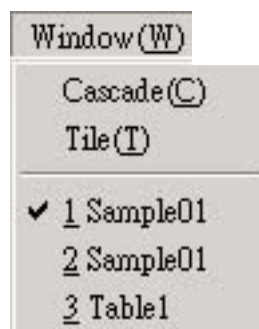 Window(W)
Cascade(C)
Tile(T)
✔ 1 Sample01
2 Sample01
3 Table1